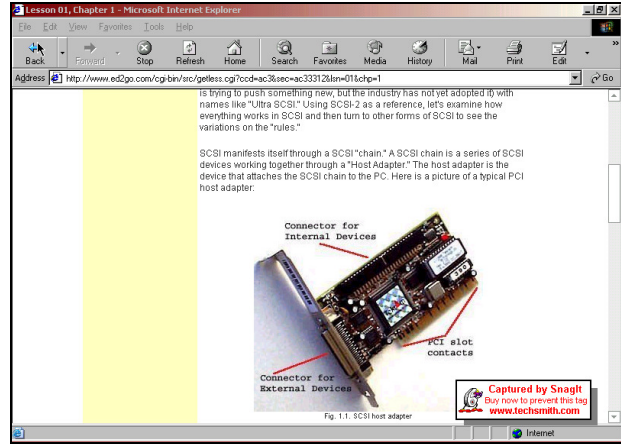 Lesson 01, Chapter 1 - Microsoft Internet Explorer
File Edit View Favorites Tools Help
Back Forward Stop Refresh Home Search Favorites Media History Mail Print Edit »
Address http://www.ed2go.com/cgi-bin/src/getless.cgi?ccd=ac3&sec=ac33312&lsn=01&chp=1 Go
is trying to push something new, but the industry has not yet adopted it) with
names like "Ultra SCSI." Using SCSI-2 as a reference, let's examine how
everything works in SCSI and then turn to other forms of SCSI to see the
variations on the "rules."
SCSI manifests itself through a SCSI "chain." A SCSI chain is a series of SCSI
devices working together through a "Host Adapter." The host adapter is the
device that attaches the SCSI chain to the PC. Here is a picture of a typical PCI
host adapter:
Connector for
Internal Devices
PCI slot
contacts
Connector for
External Devices
Fig. 1.1. SCSI host adapter
Captured by SnagIt
Buy now to prevent this tag
www.techsmith.com
Internet